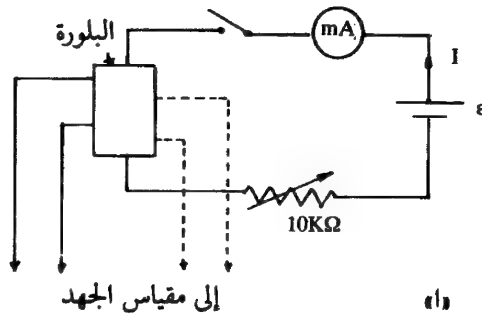 البلورة
mA
I
ε
10KΩ
إلى مقياس الجهد
«ا»